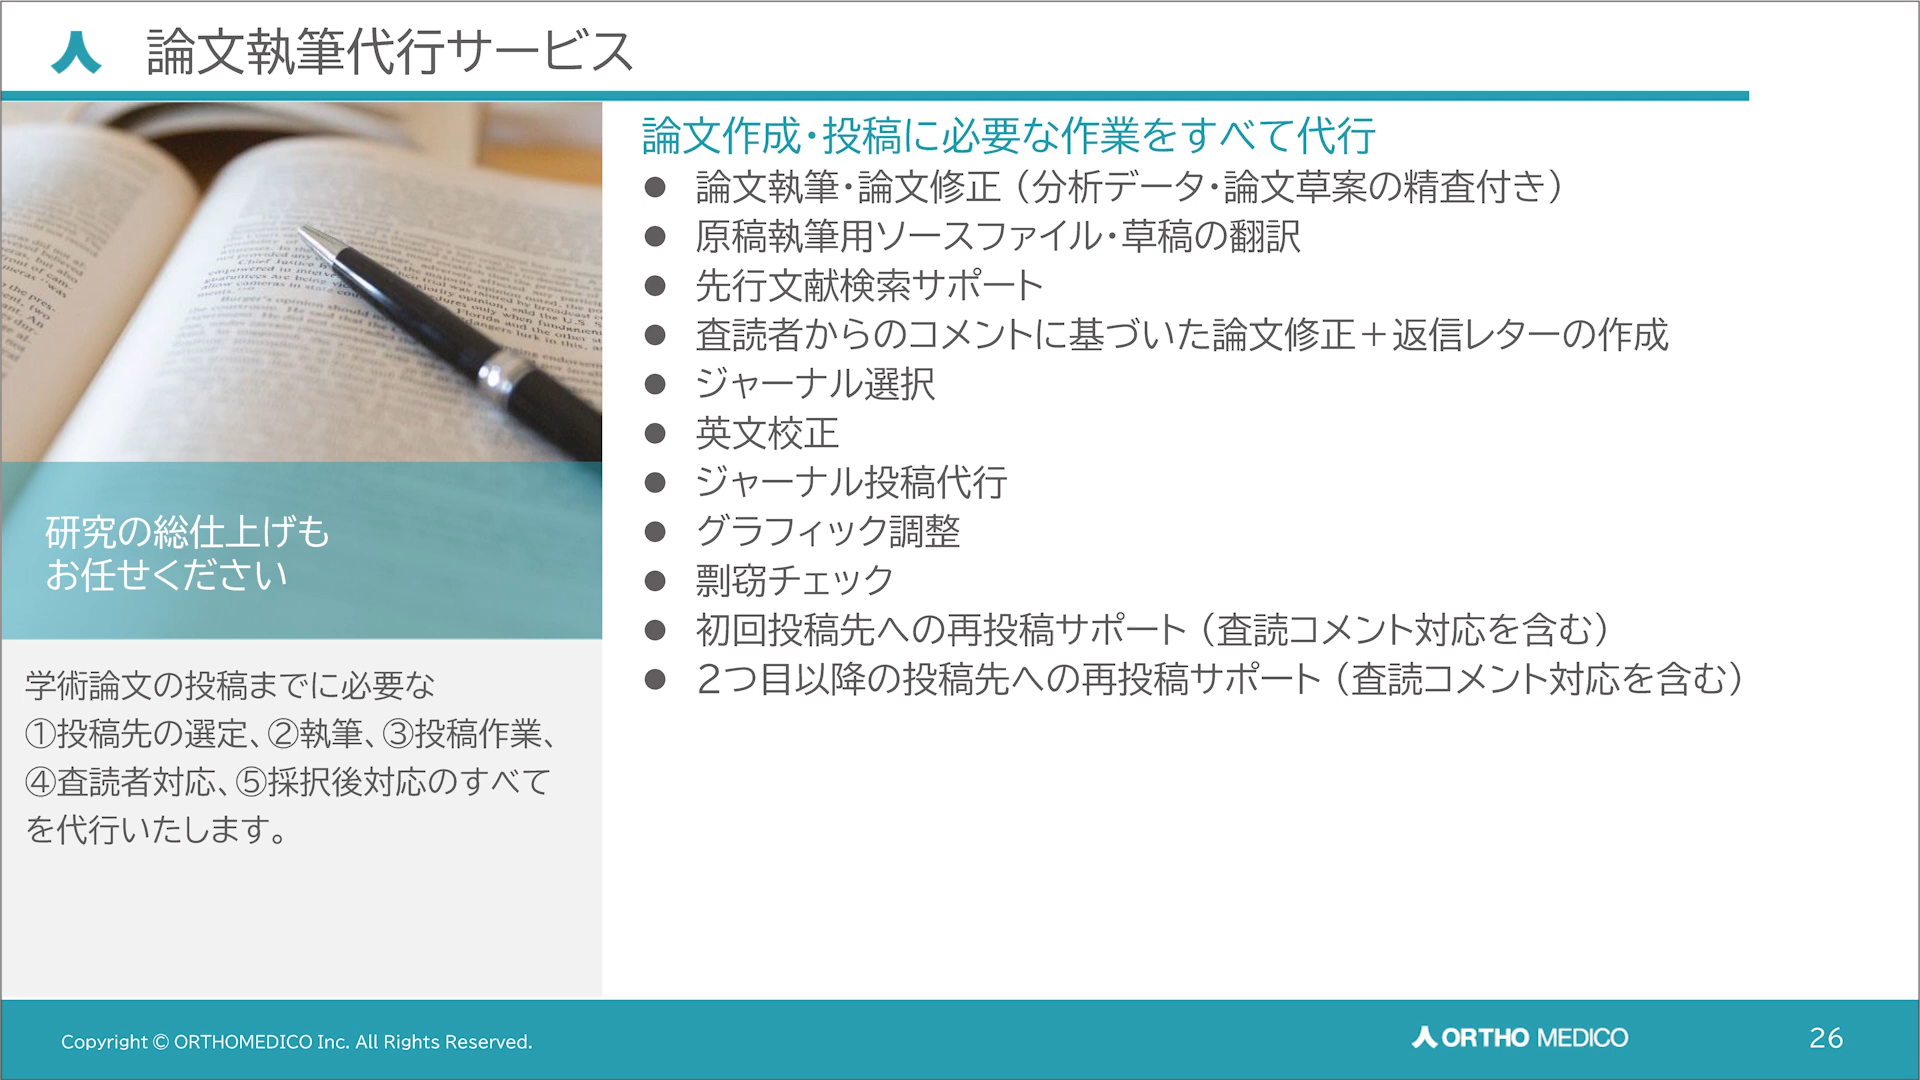 論文執筆代行サービス
研究の総仕上げも
お任せください
学術論文の投稿までに必要な
①投稿先の選定、②執筆、③投稿作業、
④査読者対応、⑤採択後対応のすべて
を代行いたします。
論文作成・投稿に必要な作業をすべて代行
● 論文執筆・論文修正（分析データ・論文草案の精査付き）
● 原稿執筆用ソースファイル・草稿の翻訳
● 先行文献検索サポート
● 査読者からのコメントに基づいた論文修正＋返信レターの作成
● ジャーナル選択
● 英文校正
● ジャーナル投稿代行
● グラフィック調整
● 剽窃チェック
● 初回投稿先への再投稿サポート（査読コメント対応を含む）
● 2つ目以降の投稿先への再投稿サポート（査読コメント対応を含む）
Copyright © ORTHOMEDICO Inc. All Rights Reserved.
ORTHO MEDICO
26